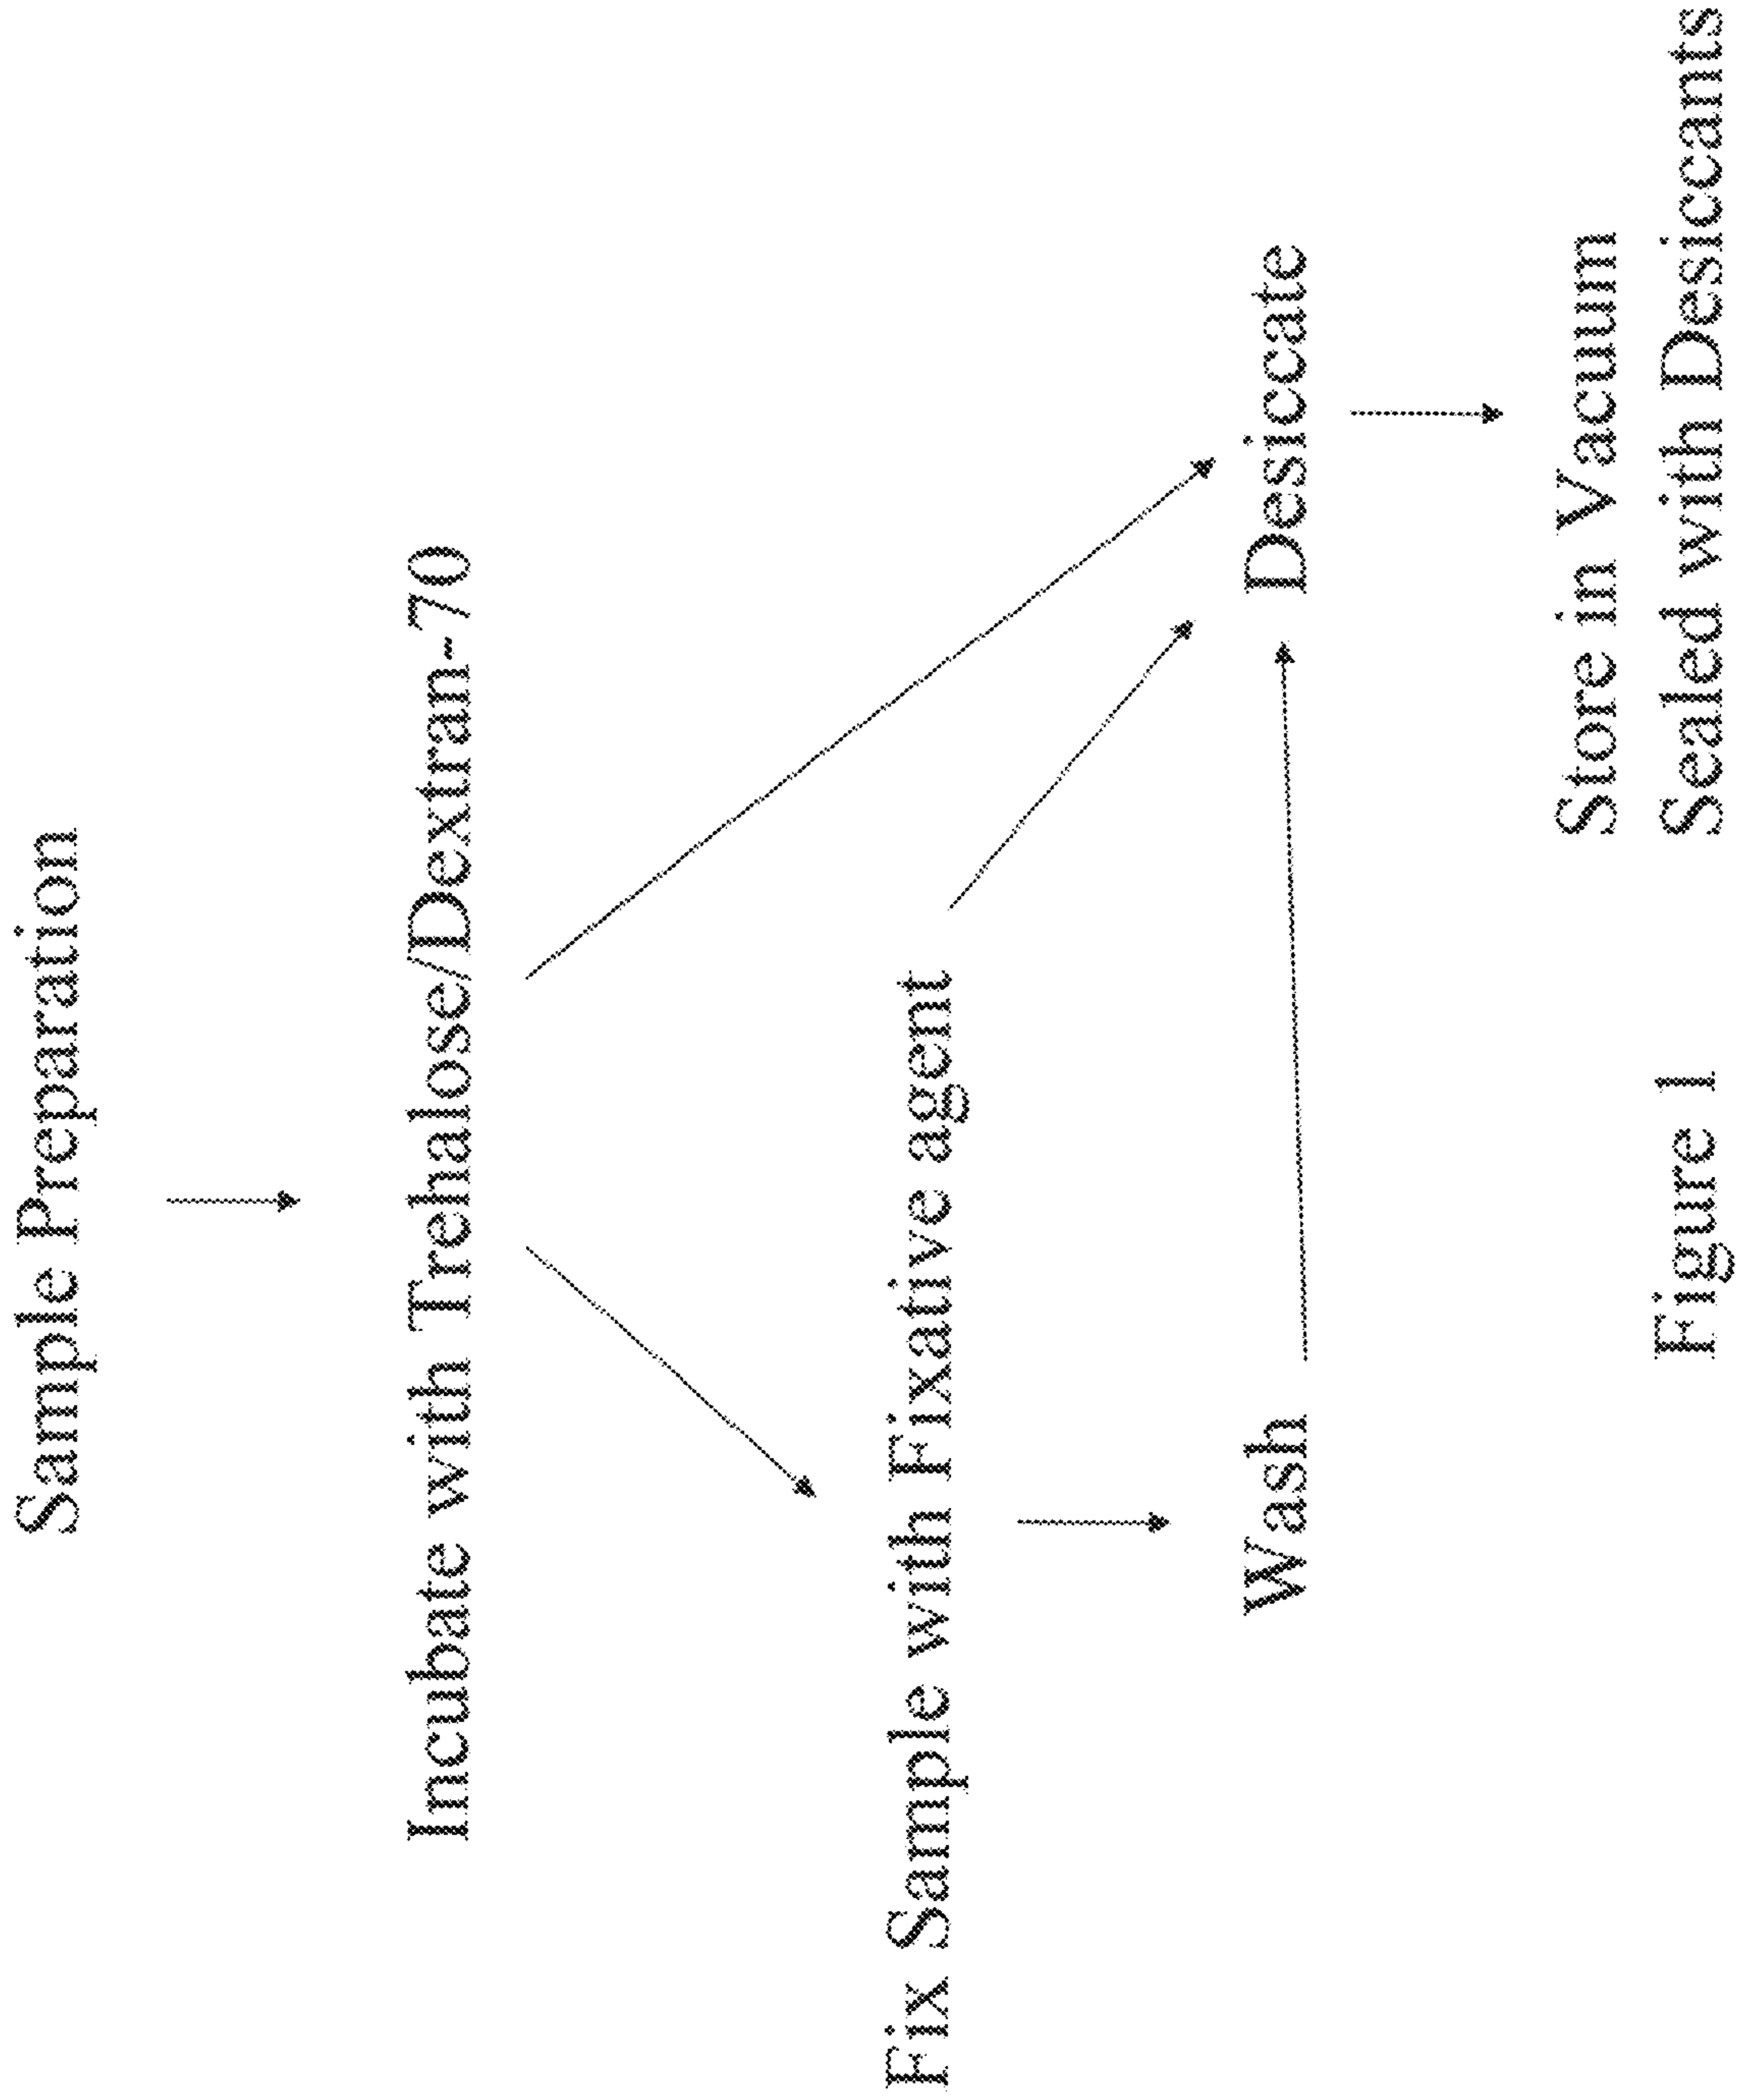 Sample Preparation
Incubate with Trehalose/Dextran-70
Fix Sample with Fixative agent
Wash
Desiccate
Store in Vacuum
Sealed with Desiccants
Figure 1